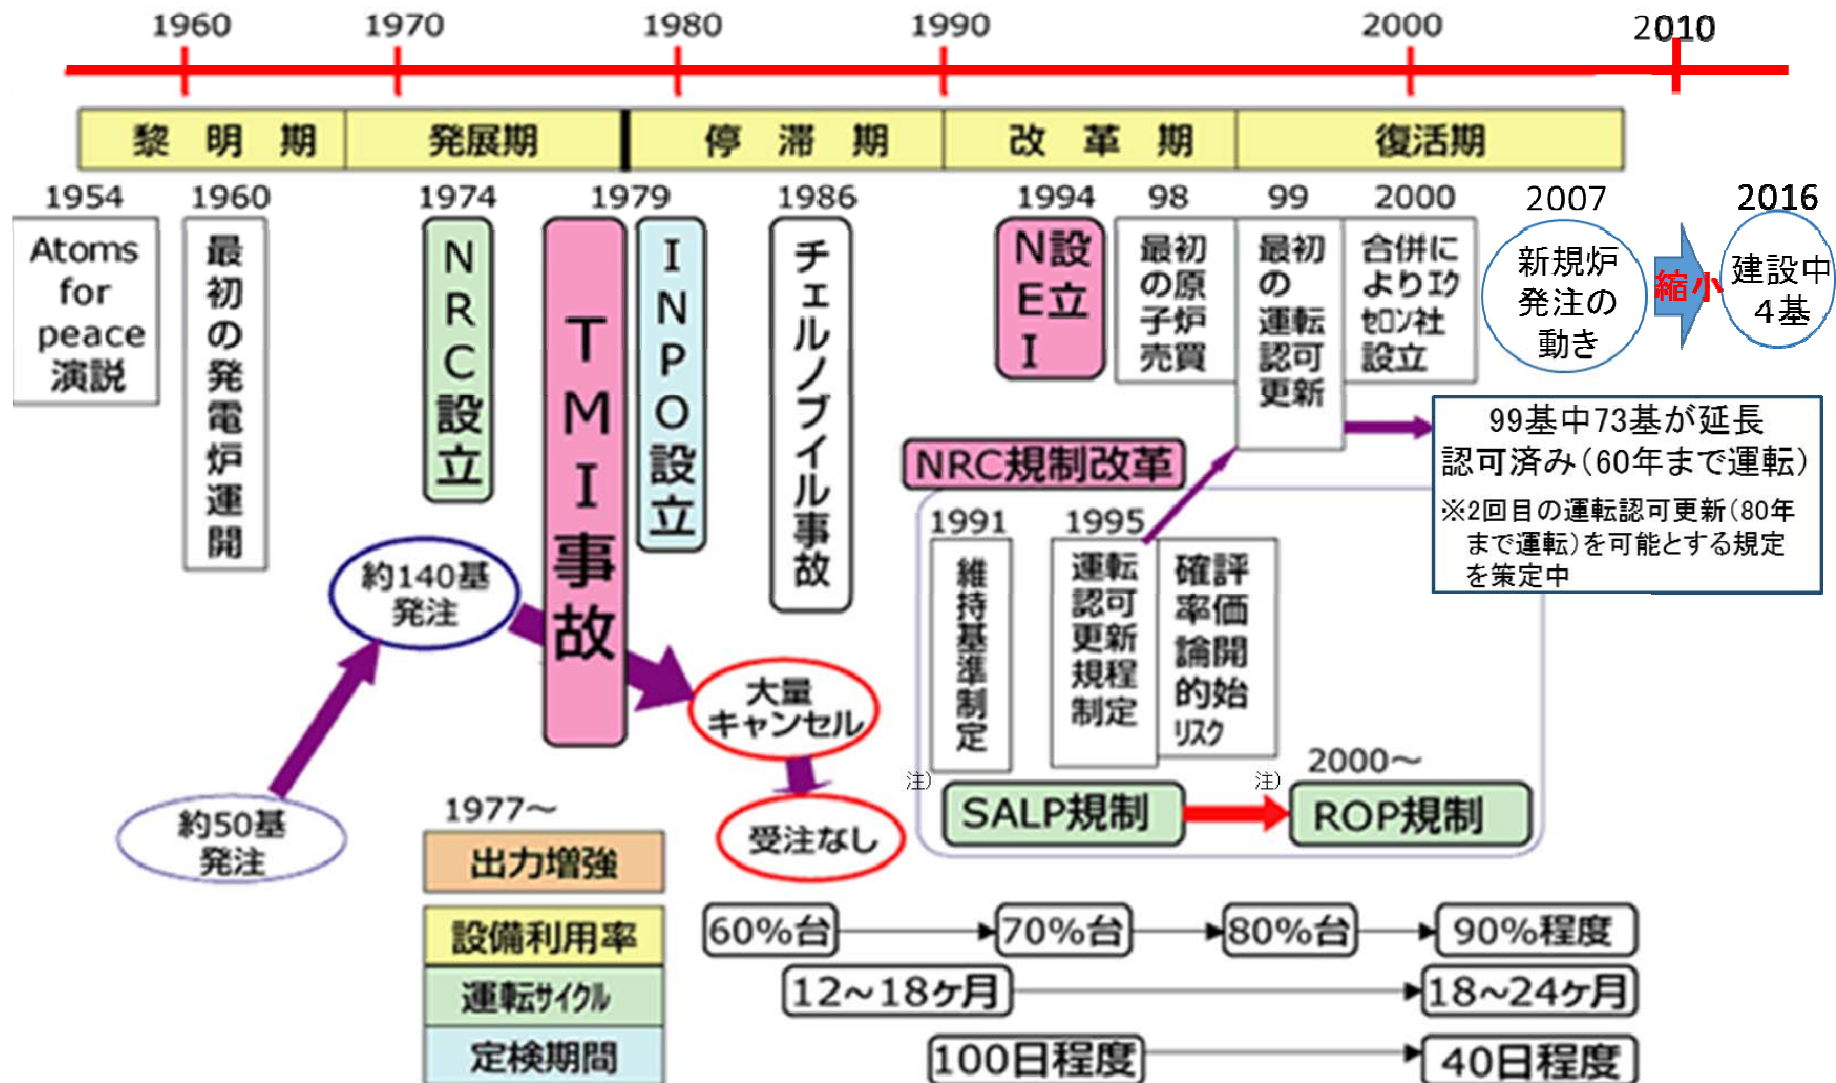 1960
1970
1980
1990
2000
2010
黎明期
発展期
停滞期
改革期
復活期
1954
Atoms
for
peace
演説
1960
最初の発電炉運開
1974
NRC設立
1979
TMI事故
INPO設立
1986
チェルノブイル事故
1994
NEI
設立
98
最初
の原
子炉
売買
99
最初
の
運転
認可
更新
2000
合併に
よりｴｸ
ｾﾛﾝ社
設立
2007
新規炉
発注の
動き
縮小
2016
建設中
４基
99基中73基が延長
認可済み（60年まで運転）
※2回目の運転認可更新（80年
まで運転）を可能とする規定
を策定中
NRC規制改革
1991
維持基準制定
1995
運転
認可
更新
規程
制定
確率論的ﾘｽｸ
評価開始
約50基
発注
約140基
発注
大量
キャンセル
受注なし
注）
SALP規制
注）
2000～
ROP規制
1977～
出力増強
設備利用率
60%台
70%台
80%台
90%程度
運転ｻｲｸﾙ
12～18ヶ月
18～24ヶ月
定検期間
100日程度
40日程度